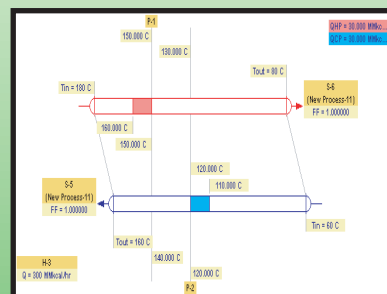 P-1
QHP = 30.000 MMkc...
QCP = 30.000 MMkc...
150.000 C
130.000 C
Tin = 180 C
Tout = 80 C
S-6
(New Process-11)
FF = 1.000000
160.000 C
150.000 C
120.000 C
110.000 C
S-5
(New Process-11)
FF = 1.000000
Tout = 160 C
Tin = 60 C
140.000 C
H-3
Q = 300 MMkcal/hr
120.000 C
P-2